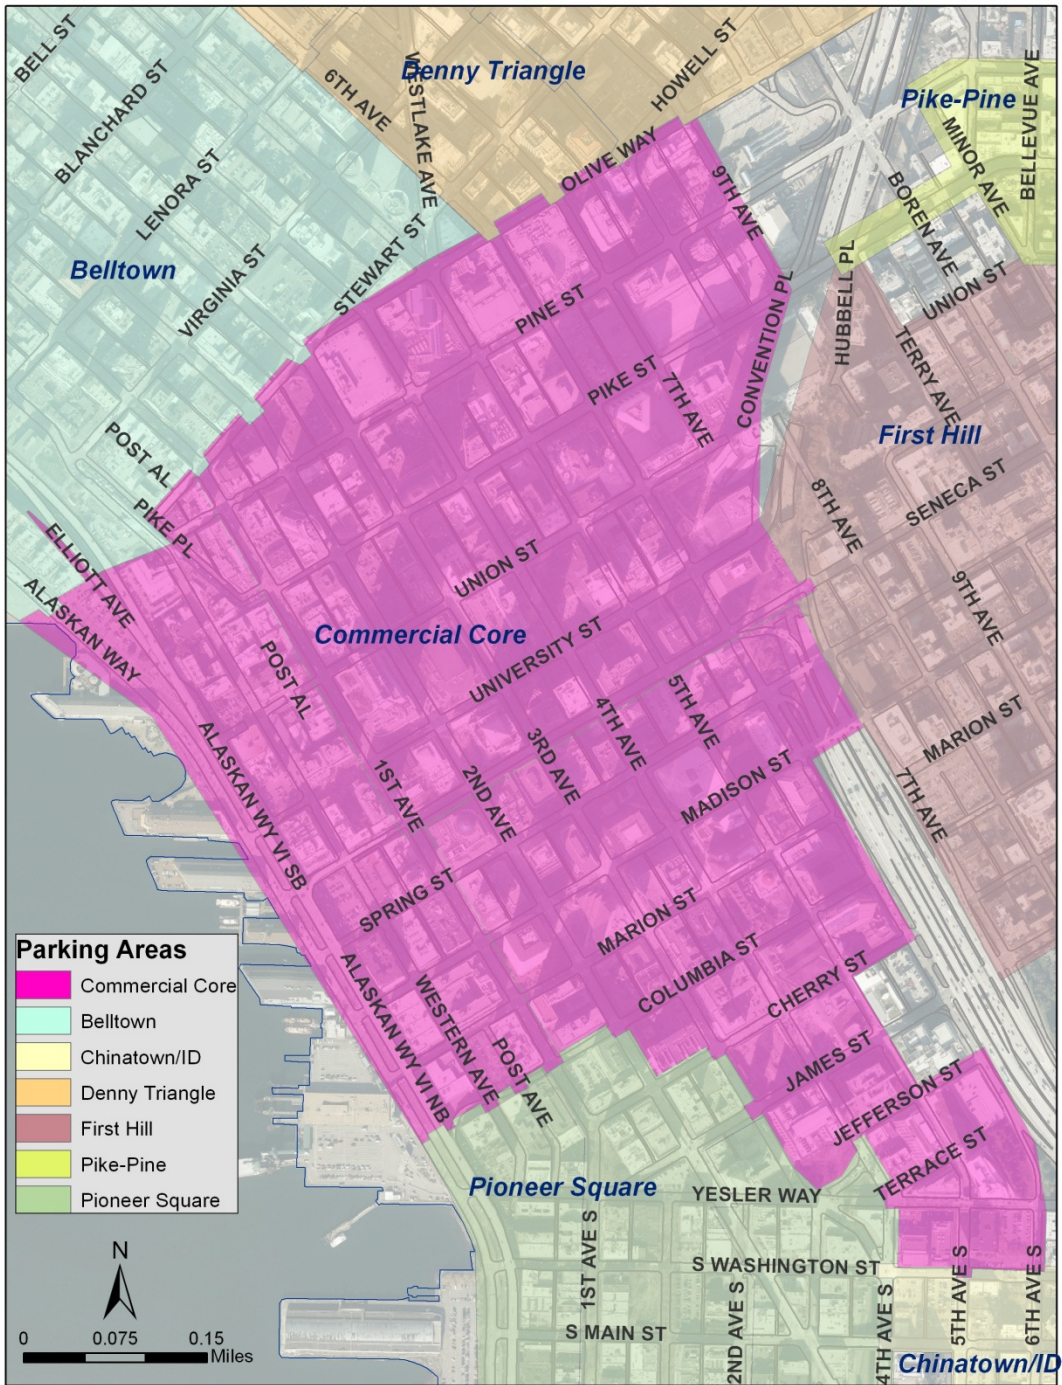 BELL ST
BLANCHARD ST
LENORA ST
VIRGINIA ST
STEWART ST
6TH AVE
WESTLAKE AVE
Denny Triangle
HOWELL ST
OLIVE WAY
Pike-Pine
MINOR AVE
BELLEVUE AVE
BOREN AVE
9TH AVE
UNION ST
HUBBELL PL
CONVENTION PL
TERRY AVE
Belltown
PINE ST
PIKE ST
7TH AVE
First Hill
SENECA ST
8TH AVE
9TH AVE
MARION ST
7TH AVE
POST AL
PIKE PL
ELLIOTT AVE
ALASKAN WAY
UNION ST
Commercial Core
UNIVERSITY ST
POST AL
5TH AVE
4TH AVE
3RD AVE
2ND AVE
1ST AVE
MADISON ST
ALASKAN WY VI SB
SPRING ST
MARION ST
COLUMBIA ST
CHERRY ST
JAMES ST
JEFFERSON ST
TERRACE ST
ALASKAN WY VI NB
WESTERN AVE
POST AVE
Pioneer Square
YESLER WAY
S WASHINGTON ST
S MAIN ST
1ST AVE S
2ND AVE S
4TH AVE S
5TH AVE S
6TH AVE S
Chinatown/ID
Parking Areas
Commercial Core
Belltown
Chinatown/ID
Denny Triangle
First Hill
Pike-Pine
Pioneer Square
N
0 0.075 0.15
Miles